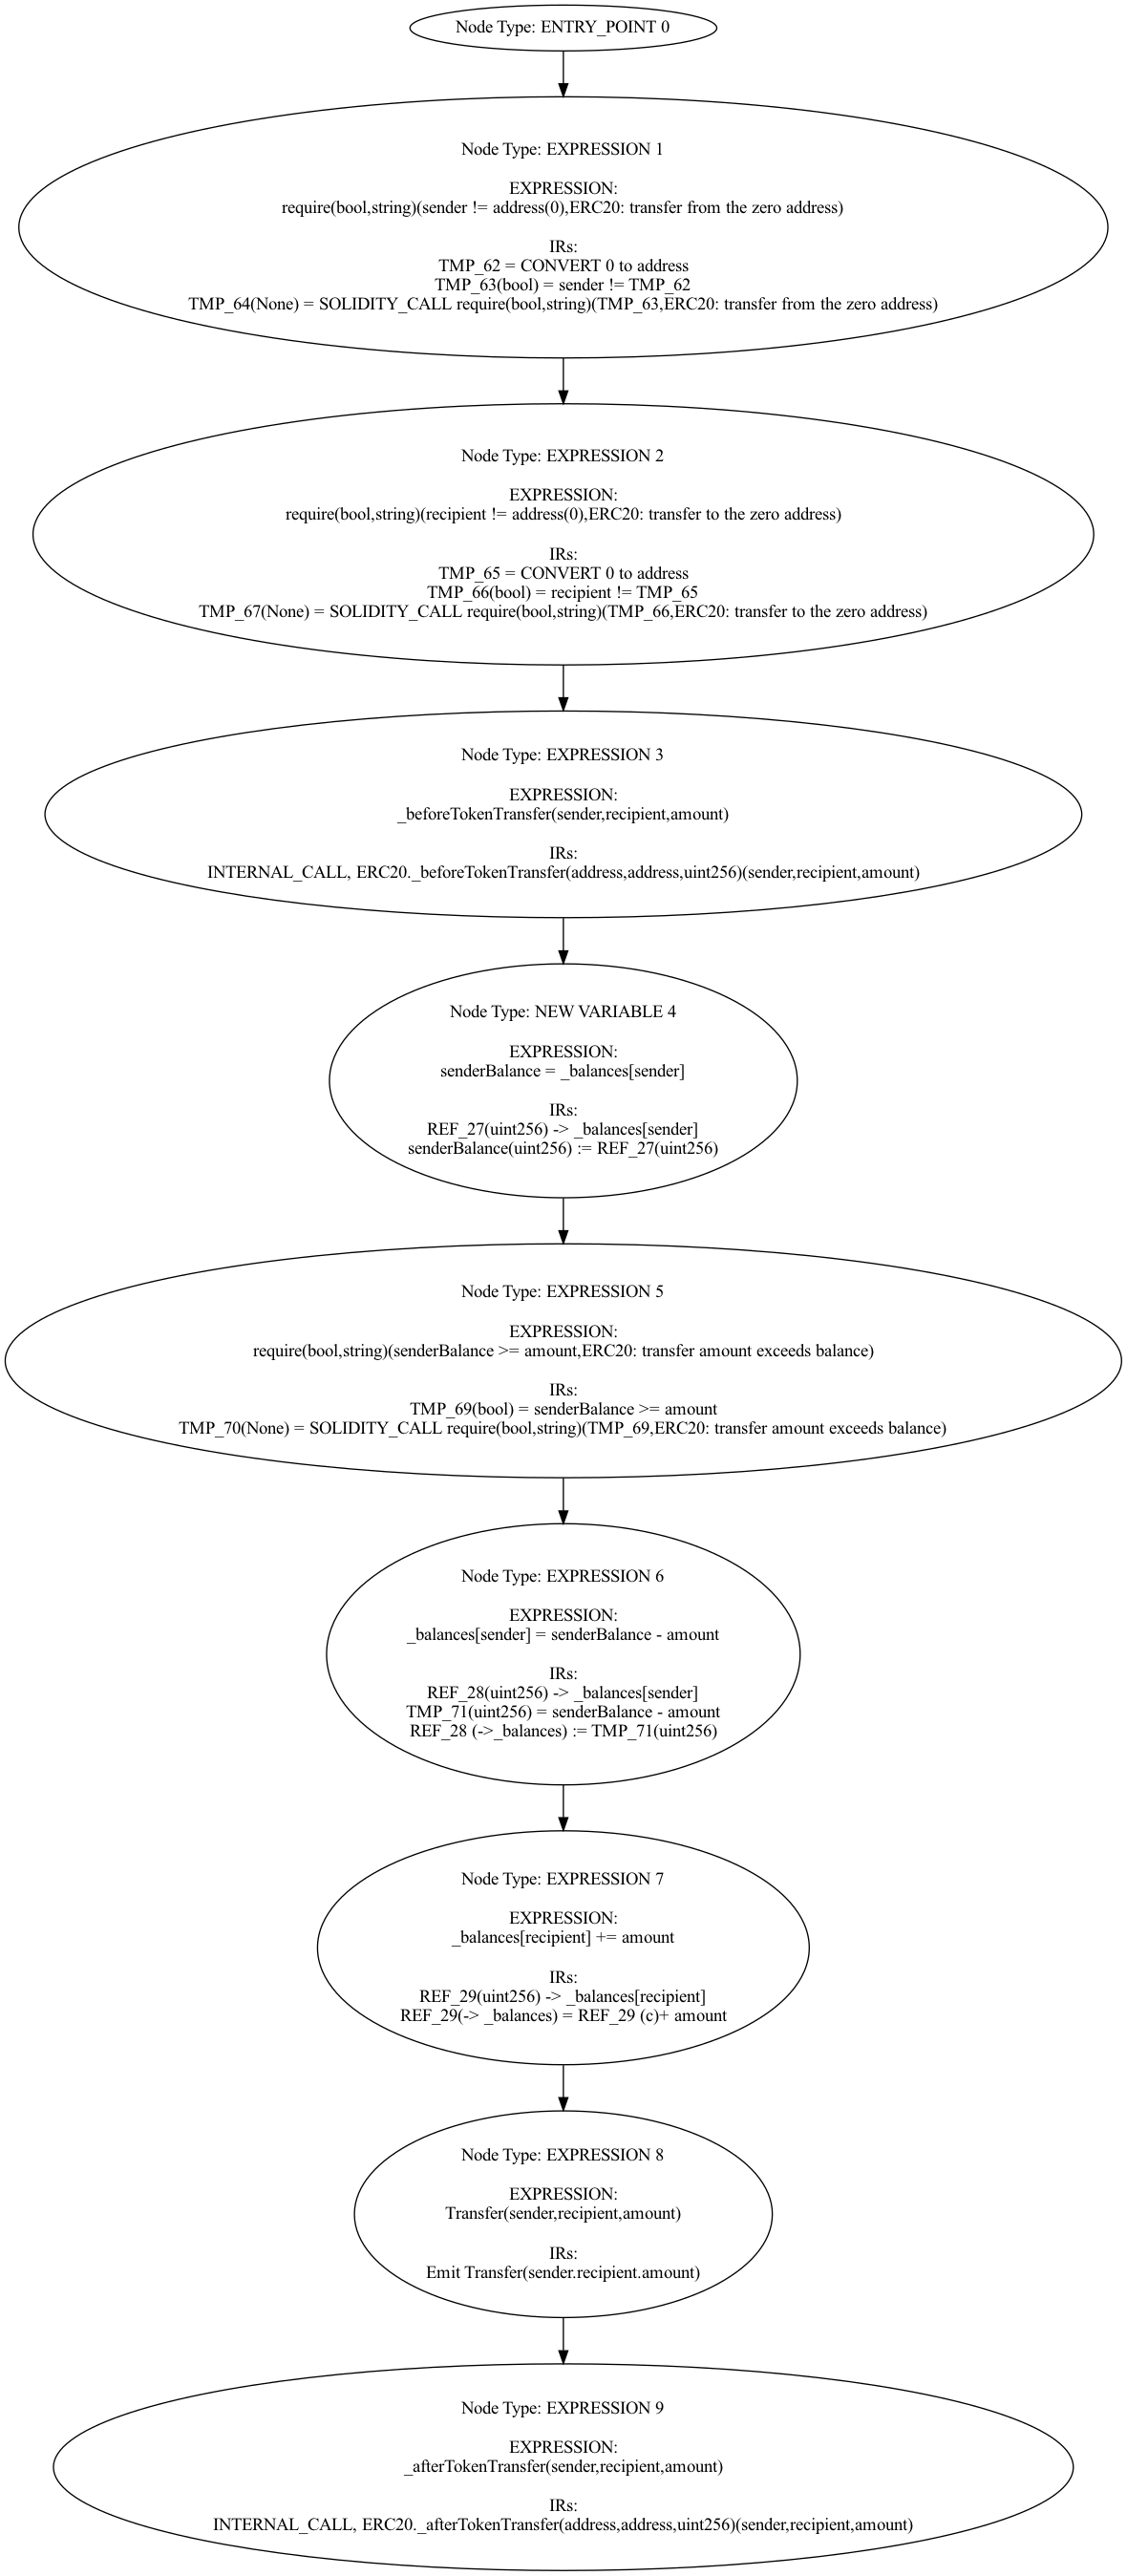 Node Type: ENTRY_POINT 0
Node Type: EXPRESSION 1
EXPRESSION:
require(bool,string)(sender != address(0),ERC20: transfer from the zero address)
IRs:
TMP_62 = CONVERT 0 to address
TMP_63(bool) = sender != TMP_62
TMP_64(None) = SOLIDITY_CALL require(bool,string)(TMP_63,ERC20: transfer from the zero address)
Node Type: EXPRESSION 2
EXPRESSION:
require(bool,string)(recipient != address(0),ERC20: transfer to the zero address)
IRs:
TMP_65 = CONVERT 0 to address
TMP_66(bool) = recipient != TMP_65
TMP_67(None) = SOLIDITY_CALL require(bool,string)(TMP_66,ERC20: transfer to the zero address)
Node Type: EXPRESSION 3
EXPRESSION:
_beforeTokenTransfer(sender,recipient,amount)
IRs:
INTERNAL_CALL, ERC20._beforeTokenTransfer(address,address,uint256)(sender,recipient,amount)
Node Type: NEW VARIABLE 4
EXPRESSION:
senderBalance = _balances[sender]
IRs:
REF_27(uint256) -> _balances[sender]
senderBalance(uint256) := REF_27(uint256)
Node Type: EXPRESSION 5
EXPRESSION:
require(bool,string)(senderBalance >= amount,ERC20: transfer amount exceeds balance)
IRs:
TMP_69(bool) = senderBalance >= amount
TMP_70(None) = SOLIDITY_CALL require(bool,string)(TMP_69,ERC20: transfer amount exceeds balance)
Node Type: EXPRESSION 6
EXPRESSION:
_balances[sender] = senderBalance - amount
IRs:
REF_28(uint256) -> _balances[sender]
TMP_71(uint256) = senderBalance - amount
REF_28 (->_balances) := TMP_71(uint256)
Node Type: EXPRESSION 7
EXPRESSION:
_balances[recipient] += amount
IRs:
REF_29(uint256) -> _balances[recipient]
REF_29(-> _balances) = REF_29 (c)+ amount
Node Type: EXPRESSION 8
EXPRESSION:
Transfer(sender,recipient,amount)
IRs:
Emit Transfer(sender.recipient.amount)
Node Type: EXPRESSION 9
EXPRESSION:
_afterTokenTransfer(sender,recipient,amount)
IRs:
INTERNAL_CALL, ERC20._afterTokenTransfer(address,address,uint256)(sender,recipient,amount)